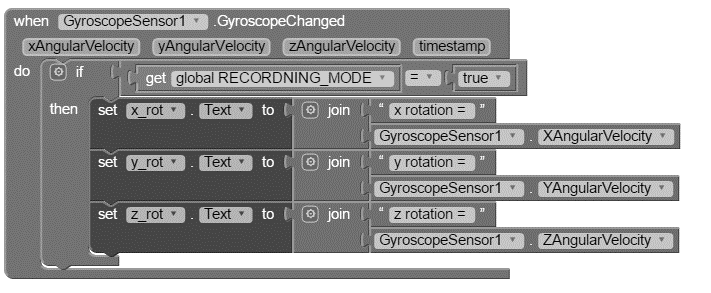 when GyroscopeSensor1 .GyroscopeChanged
xAngularVelocity yAngularVelocity zAngularVelocity timestamp
do if get global RECORDNING_MODE = true
then set x_rot . Text to join “ x rotation = ”
GyroscopeSensor1 . XAngularVelocity
set y_rot . Text to join “ y rotation = ”
GyroscopeSensor1 . YAngularVelocity
set z_rot . Text to join “ z rotation = ”
GyroscopeSensor1 . ZAngularVelocity